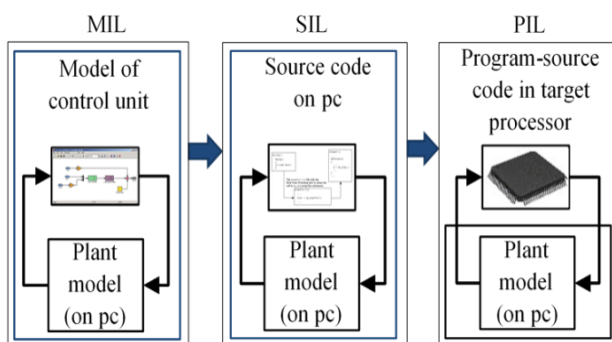 MIL
SIL
PIL
Model of
control unit
Source code
on pc
Program-source
code in target
processor
Plant
model
(on pc)
Plant
model
(on pc)
Plant
model
(on pc)